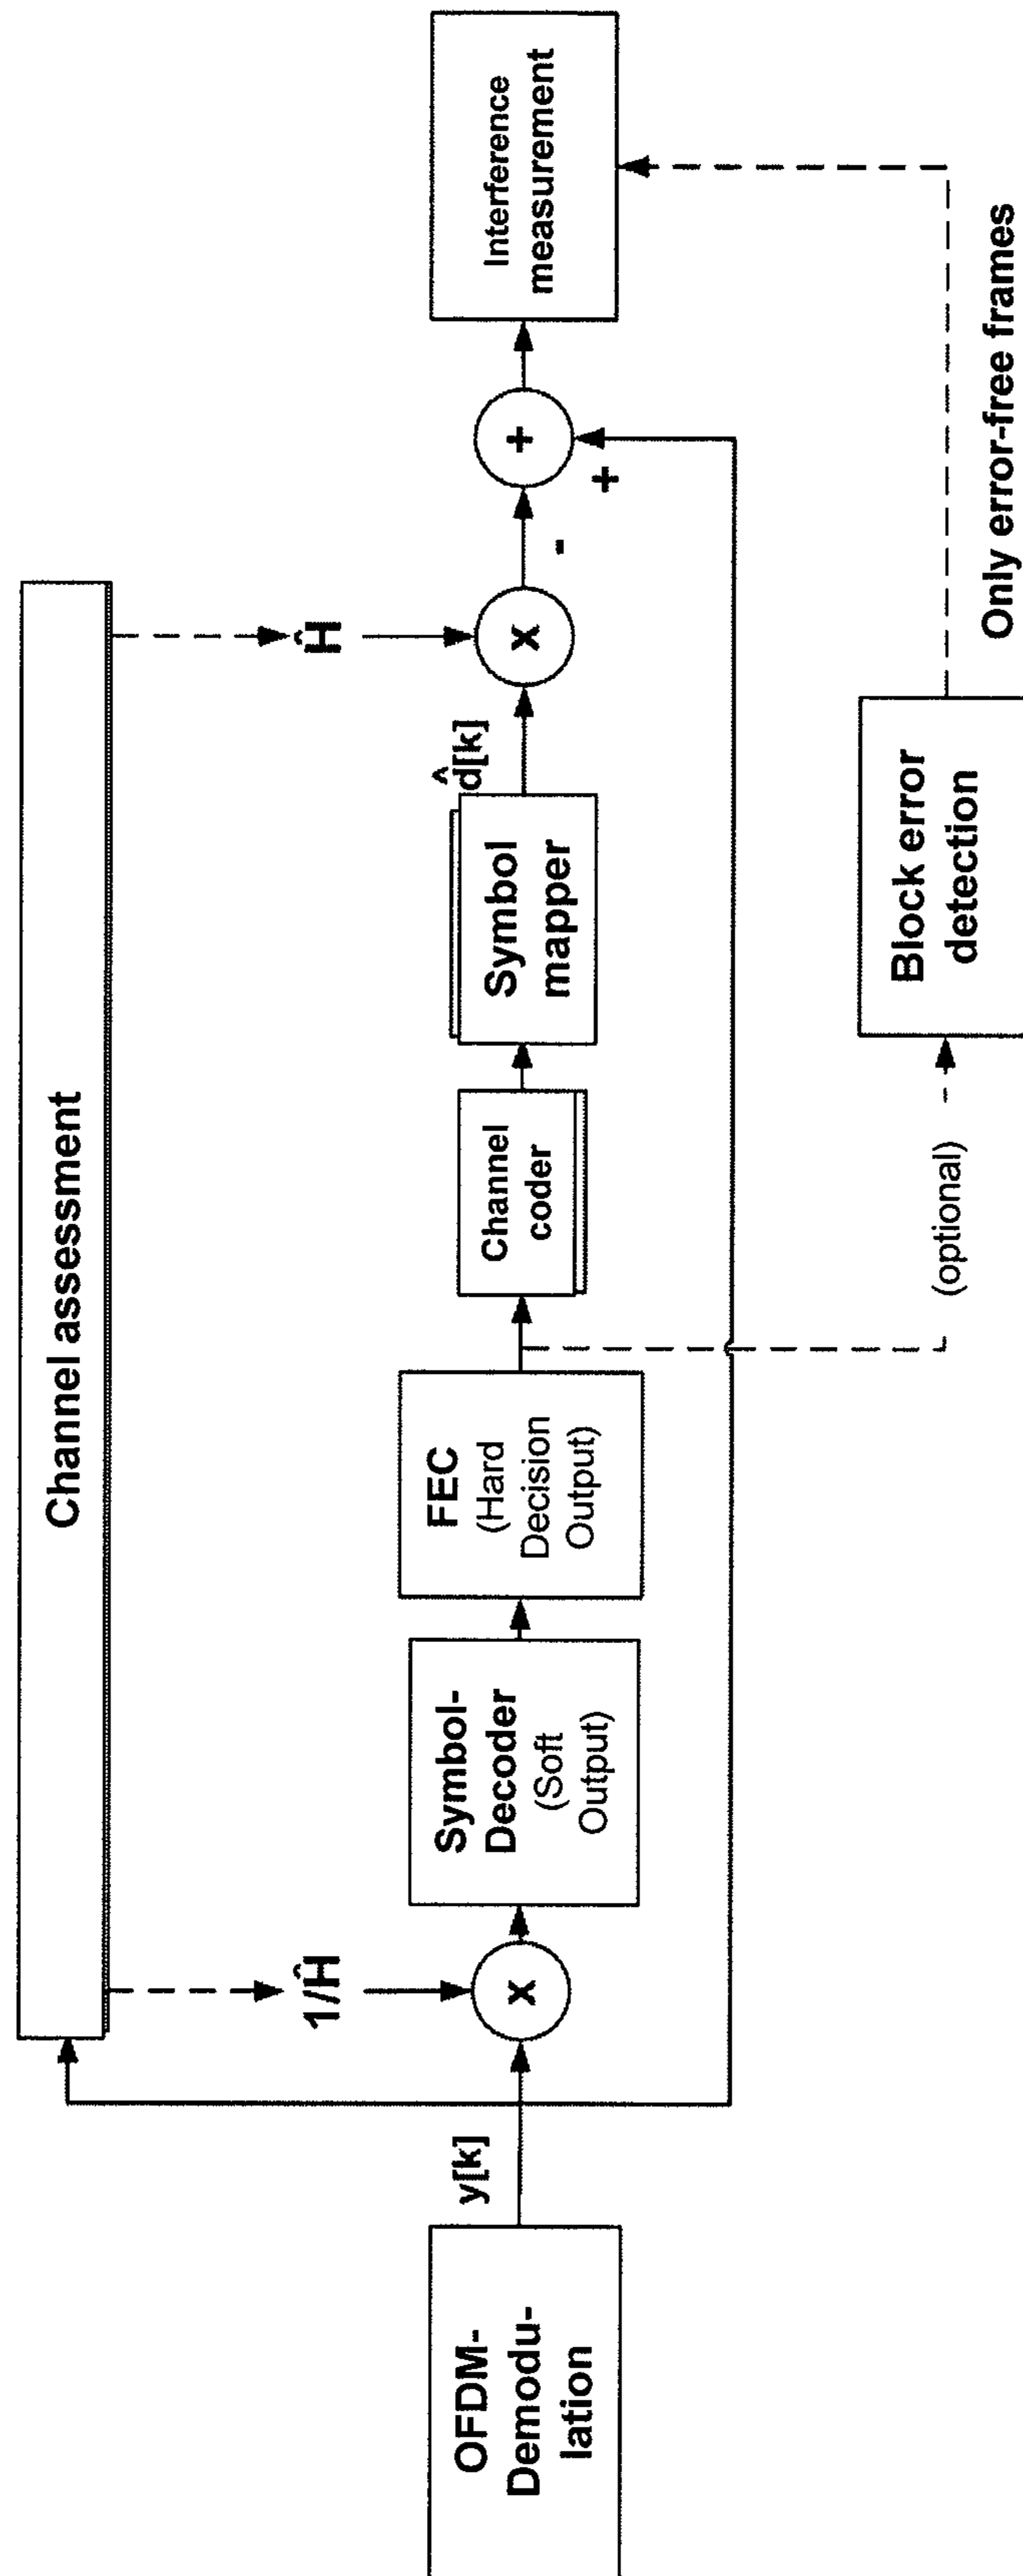 Channel assessment
OFDM-
Demodu-
lation
y[k]
1/Ĥ
x
Symbol-
Decoder
(Soft
Output)
FEC
(Hard
Decision
Output)
Channel
coder
Symbol
mapper
d̂[k]
Ĥ
x
-
+
+
Interference
measurement
(optional)
Block error
detection
Only error-free frames